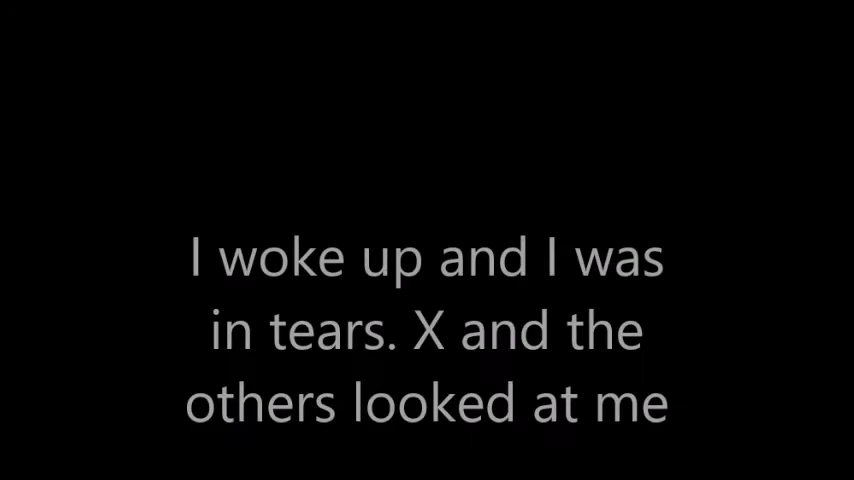 I woke up and I was
in tears. X and the
others looked at me